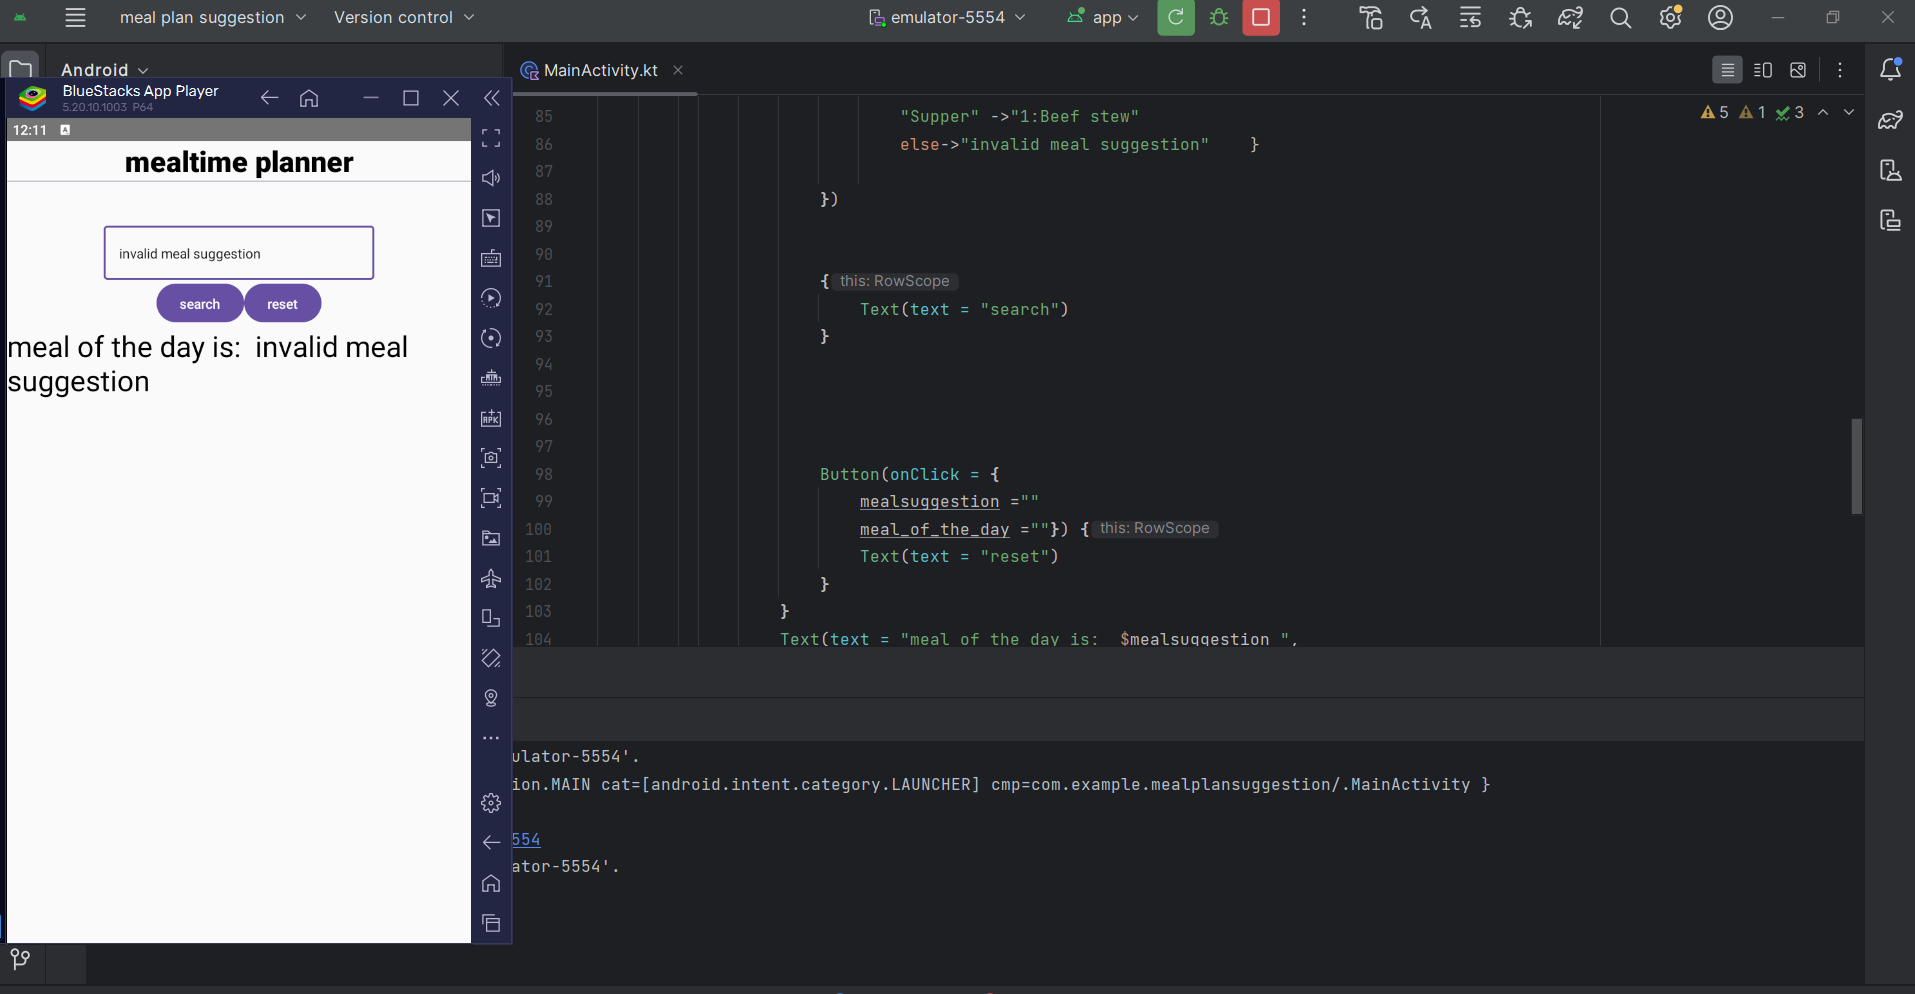 meal plan suggestion
Version control
emulator-5554
app
Android
MainActivity.kt
BlueStacks App Player
5.20.10.1003 P64
12:11
A
mealtime planner
invalid meal suggestion
search
reset
meal of the day is:  invalid meal
suggestion
APK
5
1
3
85 "Supper" ->"1:Beef stew"
86 else->"invalid meal suggestion"    }
87
88 })
89
90
91 { this: RowScope
92 Text(text = "search")
93 }
94
95
96
97
98 Button(onClick = {
99 mealsuggestion =""
100 meal_of_the_day =""}) { this: RowScope
101 Text(text = "reset")
102 }
103 }
104 Text(text = "meal of the day is:  $mealsuggestion ",
ulator-5554'.
ion.MAIN cat=[android.intent.category.LAUNCHER] cmp=com.example.mealplansuggestion/.MainActivity }
554
ator-5554'.